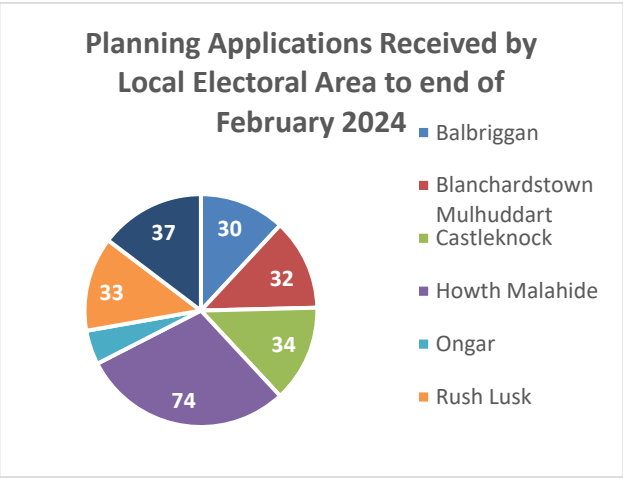 Planning Applications Received by
Local Electoral Area to end of
February 2024
Balbriggan
Blanchardstown
Mulhuddart
Castleknock
Howth Malahide
Ongar
Rush Lusk
37
30
33
32
34
74